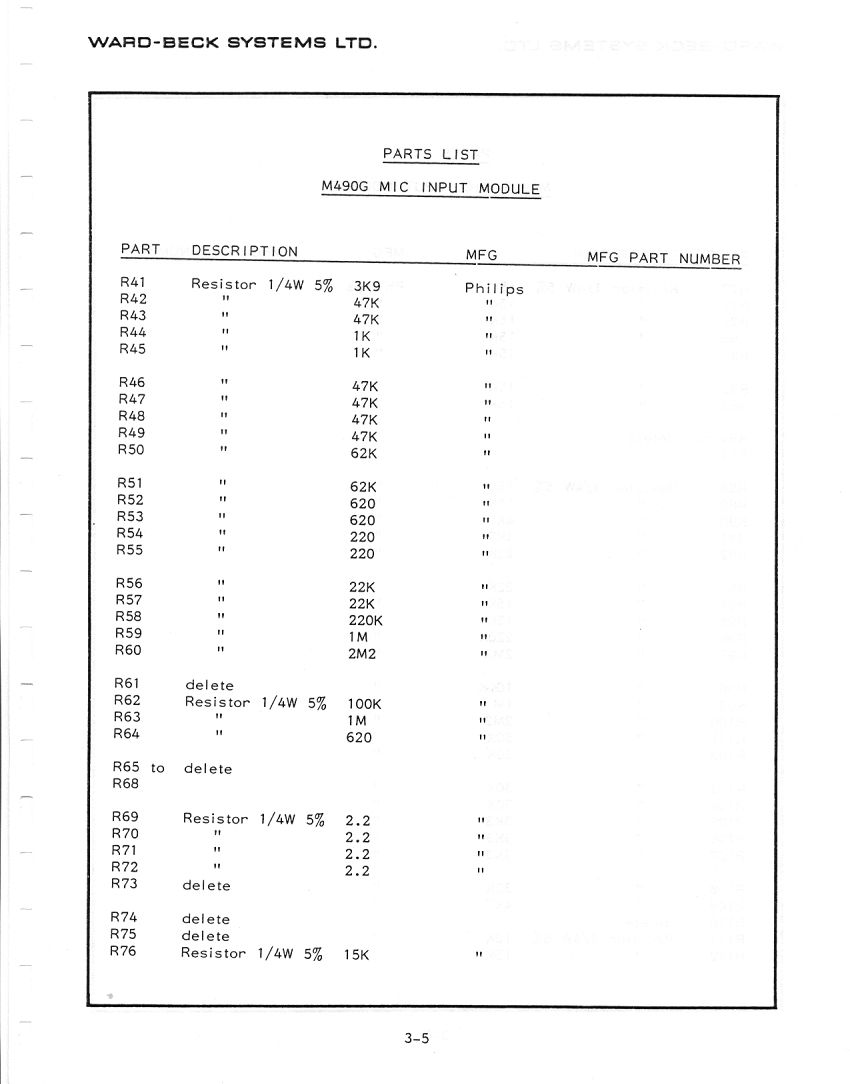 WARD-BECK SYSTEMS LTD.
PARTS LIST
M490G MIC INPUT MODULE
PART DESCRIPTION MFG MFG PART NUMBER
R41 Resistor 1/4W 5% 3K9 Philips
R42 " 47K "
R43 " 47K "
R44 " 1K "
R45 " 1K "
R46 " 47K "
R47 " 47K "
R48 " 47K "
R49 " 47K "
R50 " 62K "
R51 " 62K "
R52 " 620 "
R53 " 620 "
R54 " 220 "
R55 " 220 "
R56 " 22K "
R57 " 22K "
R58 " 220K "
R59 " 1M "
R60 " 2M2 "
R61 delete
R62 Resistor 1/4W 5% 100K "
R63 " 1M "
R64 " 620 "
R65 to delete
R68
R69 Resistor 1/4W 5% 2.2 "
R70 " 2.2 "
R71 " 2.2 "
R72 " 2.2 "
R73 delete
R74 delete
R75 delete
R76 Resistor 1/4W 5% 15K "
3-5